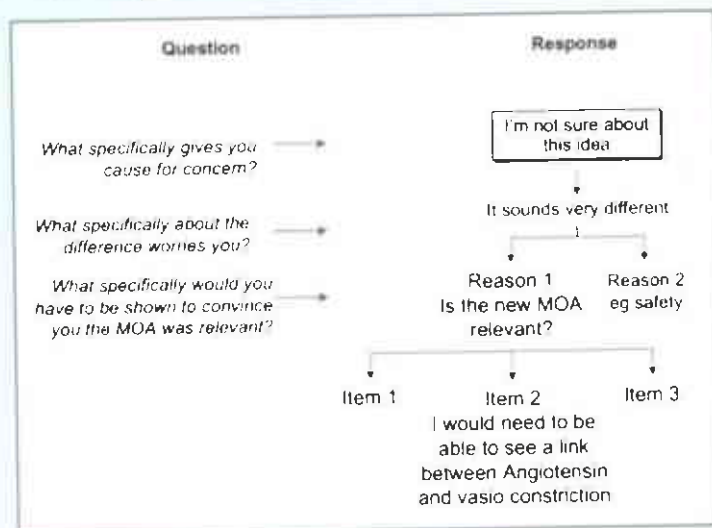 Question
Response
I'm not sure about
this idea
What specifically gives you
cause for concern?
It sounds very different
What specifically about the
difference worries you?
Reason 1
Is the new MOA
relevant?
Reason 2
eg safety
What specifically would you
have to be shown to convince
you the MOA was relevant?
Item 1
Item 2
I would need to be
able to see a link
between Angiotensin
and vasio constriction
Item 3